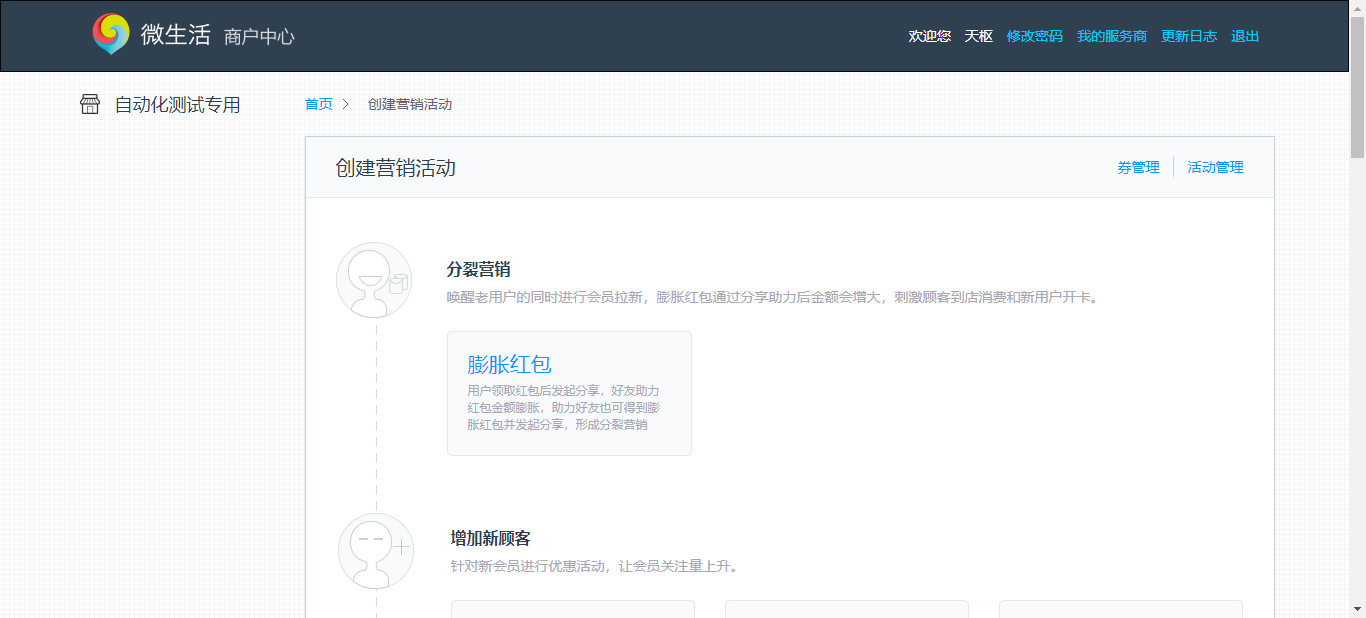 微生活 商户中心
欢迎您 天枢 修改密码 我的服务商 更新日志 退出
自动化测试专用
首页 > 创建营销活动
创建营销活动
券管理 活动管理
分裂营销
唤醒老用户的同时进行会员拉新，膨胀红包通过分享助力后金额会增大，刺激顾客到店消费和新用户开卡。
膨胀红包
用户领取红包后发起分享，好友助力
红包金额膨胀，助力好友也可得到膨
胀红包并发起分享，形成分裂营销
增加新顾客
针对新会员进行优惠活动，让会员关注量上升。